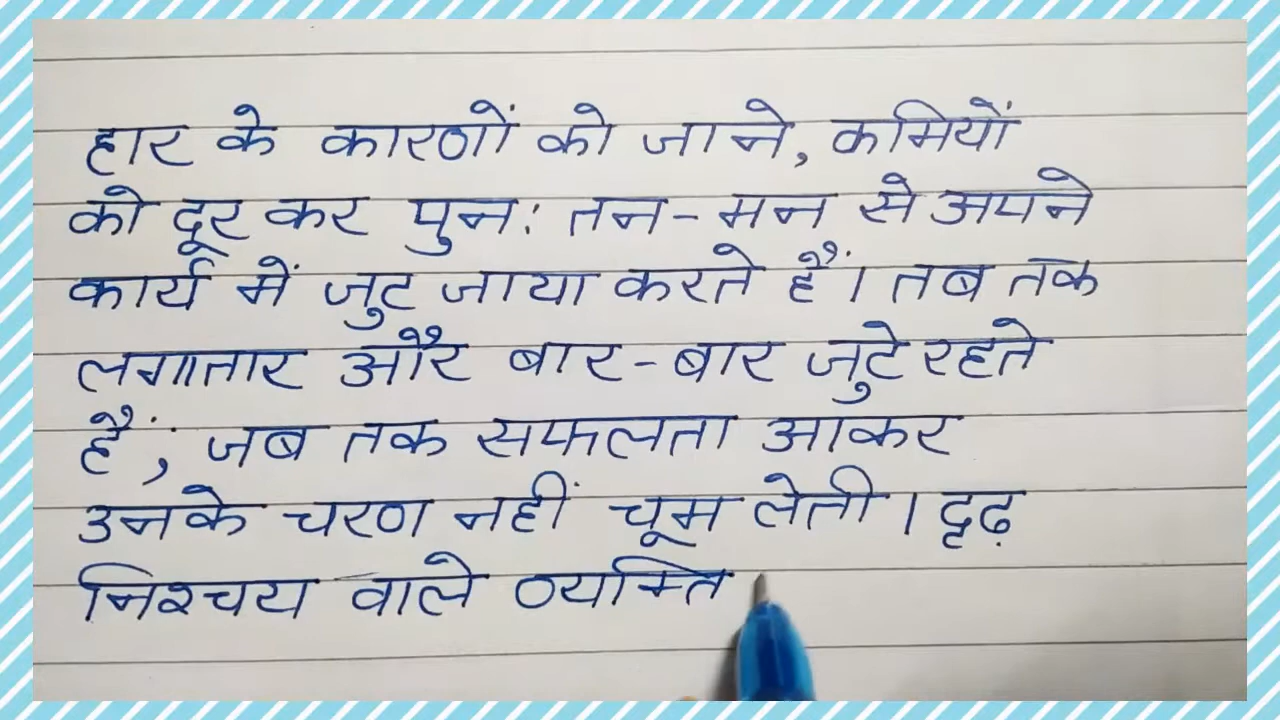 हार के कारणों को जाने, कमियों
को दूर कर पुन: तन-मन से अपने
कार्य में जुट जाया करते हैं। तब तक
लगातार और बार-बार जुटे रहते
हैं, जब तक सफलता आकर
उनके चरण नहीं चूम लेती। दृढ़
निश्चय वाले व्यक्ति